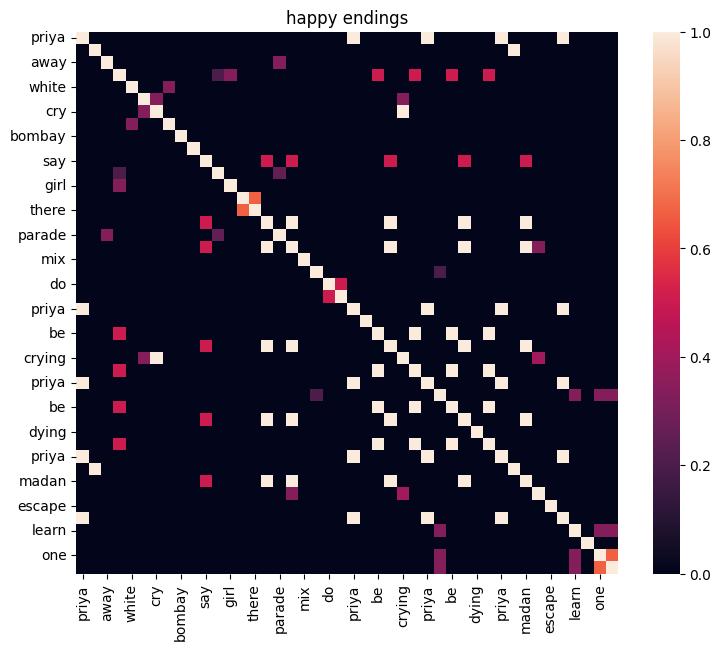 happy endings
priya
away
white
cry
bombay
say
girl
there
parade
mix
do
priya
be
crying
priya
be
dying
priya
madan
escape
learn
one
1.0
0.8
0.6
0.4
0.2
0.0
priya
away
white
cry
bombay
say
girl
there
parade
mix
do
priya
be
crying
priya
be
dying
priya
madan
escape
learn
one